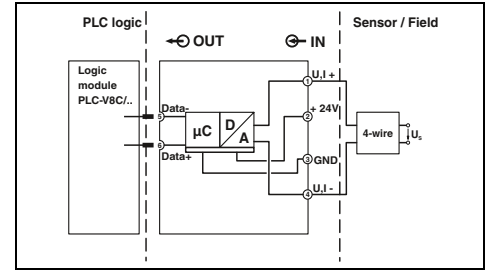 PLC logic
Sensor / Field
OUT
IN
Logic
module
PLC-V8C/..
U,I +
1
+ 24V
2
Data-
5
µC
D
A
4-wire
Us
6
Data+
3
GND
4
U,I -